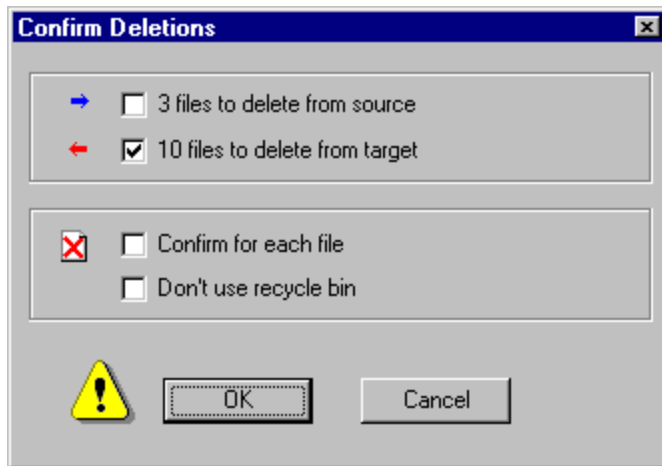 Confirm Deletions
3 files to delete from source
10 files to delete from target
Confirm for each file
Don't use recycle bin
OK
Cancel